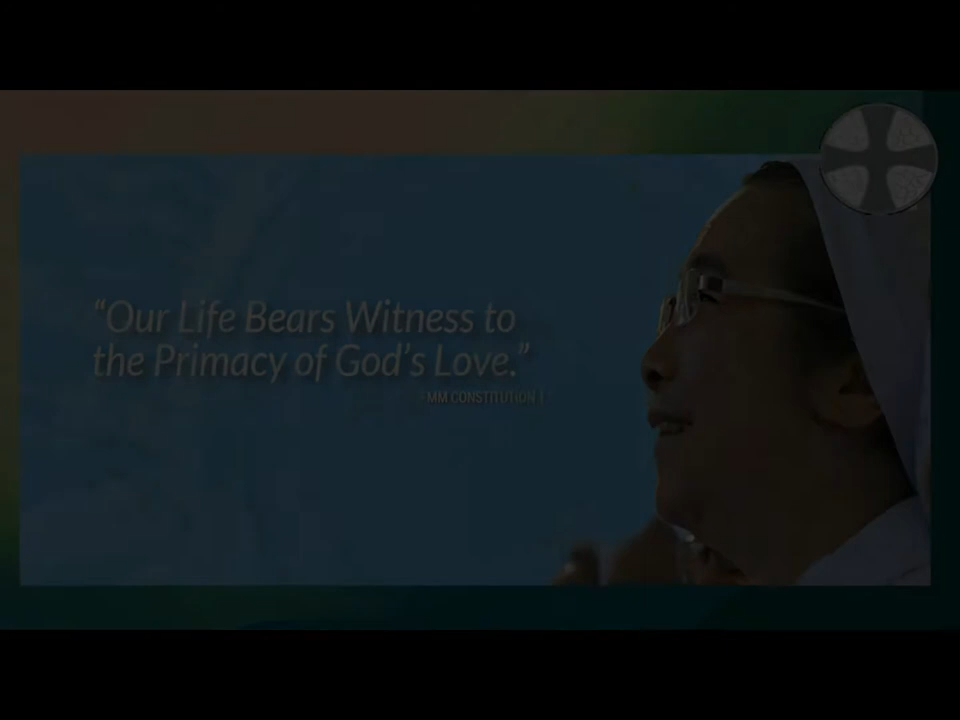 “Our Life Bears Witness to
the Primacy of God’s Love.”
-MM CONSTITUTION 1